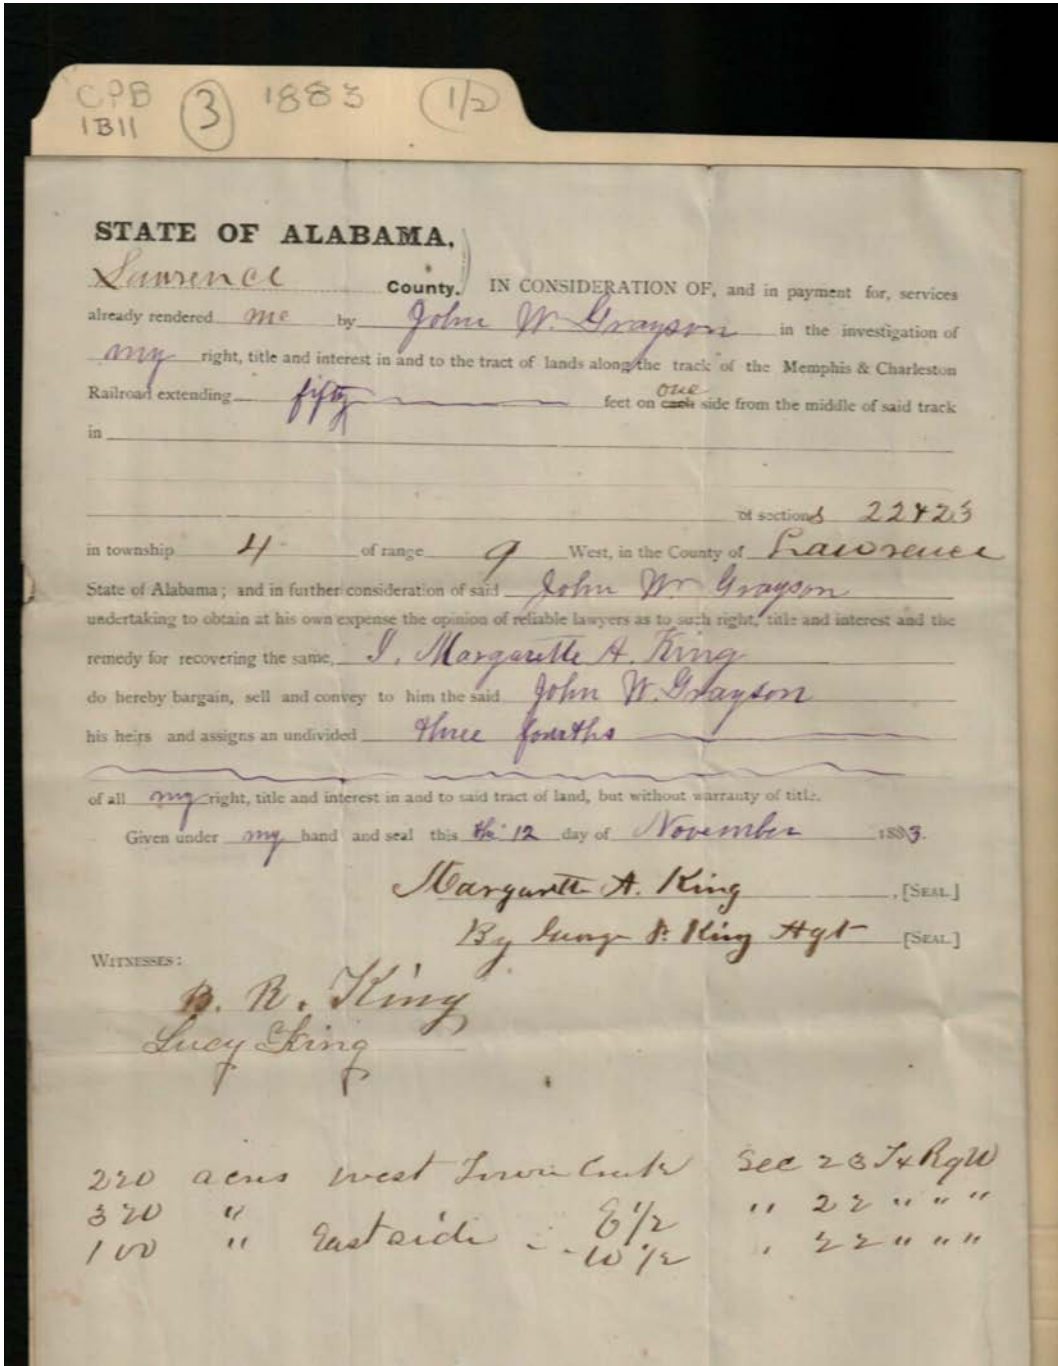 CPB 3 1883 1/2
1B11
STATE OF ALABAMA,
Lawrence County. IN CONSIDERATION OF, and in payment for, services
already rendered me by John W. Grayson in the investigation of
my right, title and interest in and to the tract of lands along the track of the Memphis & Charleston
Railroad extending fifty feet on each one side from the middle of said track
in
of sections 22 & 23
in township 4 of range 9 West, in the County of Lawrence
State of Alabama; and in further consideration of said John W. Grayson
undertaking to obtain at his own expense the opinion of reliable lawyers as to such right, title and interest and the
remedy for recovering the same, I, Margarette A. King
do hereby bargain, sell and convey to him the said John W. Grayson
his heirs and assigns an undivided three fourths
of all my right, title and interest in and to said tract of land, but without warranty of title.
Given under my hand and seal this the 12 day of November 1883.
Margarette A. King, [SEAL]
By George P. King Agt [SEAL]
WITNESSES:
B. R. King
Lucy King
220 acres west Town Creek Sec 23 T4 R9W
320 " E 1/2 " 22 " " "
100 " East side W 1/2 " 22 " " "